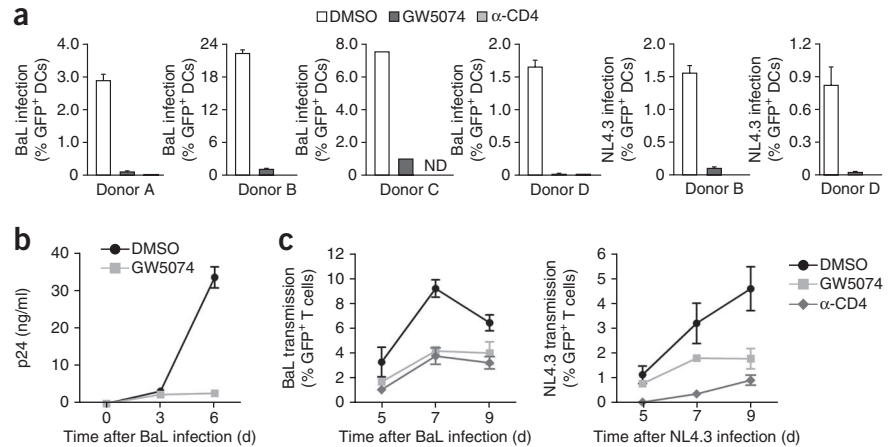 a
DMSO GW5074 α-CD4
BaL infection
(% GFP+ DCs)
4.0
3.0
2.0
1.0
0
Donor A
BaL infection
(% GFP+ DCs)
24
18
12
6
0
Donor B
BaL infection
(% GFP+ DCs)
8.0
6.0
4.0
2.0
0
ND
Donor C
BaL infection
(% GFP+ DCs)
2.0
1.5
1.0
0.5
0
Donor D
NL4.3 infection
(% GFP+ DCs)
2.0
1.5
1.0
0.5
0
Donor B
NL4.3 infection
(% GFP+ DCs)
1.2
0.9
0.6
0.3
0
Donor D
b
DMSO
GW5074
p24 (ng/ml)
40
30
20
10
0
0 3 6
Time after BaL infection (d)
c
BaL transmission
(% GFP+ T cells)
12
10
8
6
4
2
0
5 7 9
Time after BaL infection (d)
NL4.3 transmission
(% GFP+ T cells)
6
5
4
3
2
1
0
5 7 9
Time after NL4.3 infection (d)
DMSO
GW5074
α-CD4